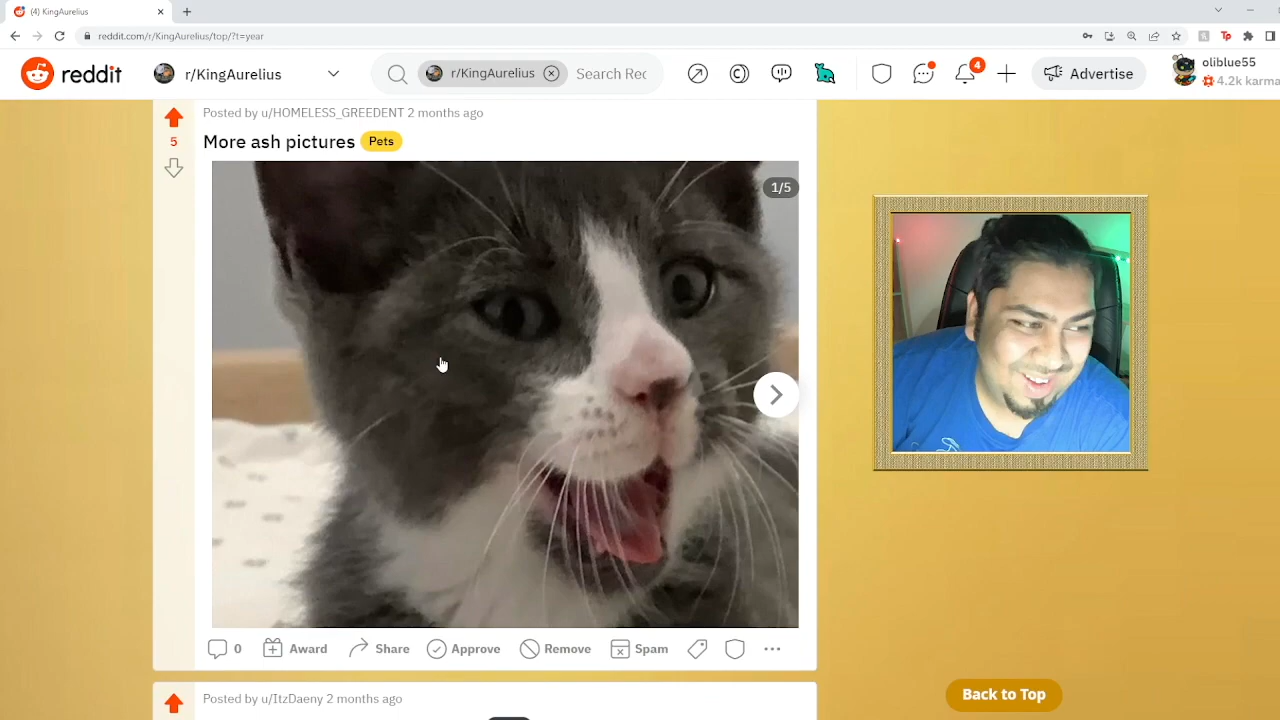 (4) KingAurelius
reddit.com/r/KingAurelius/top/?t=year
reddit
r/KingAurelius
r/KingAurelius
Search Rec
4
Advertise
oliblue55
4.2k karma
Posted by u/HOMELESS_GREEDENT 2 months ago
5
More ash pictures
Pets
1/5
0
Award
Share
Approve
Remove
Spam
Posted by u/ItzDaeny 2 months ago
Back to Top